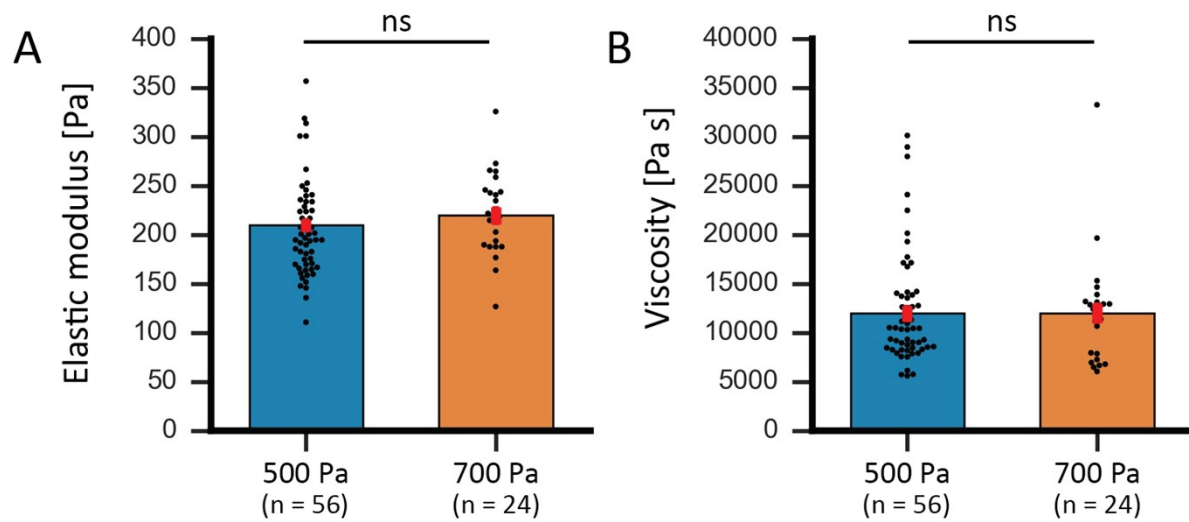 A
ns
Elastic modulus [Pa]
400
350
300
250
200
150
100
50
0
500 Pa
700 Pa
(n = 56)
(n = 24)
B
ns
Viscosity [Pa s]
40000
35000
30000
25000
20000
15000
10000
5000
0
500 Pa
700 Pa
(n = 56)
(n = 24)